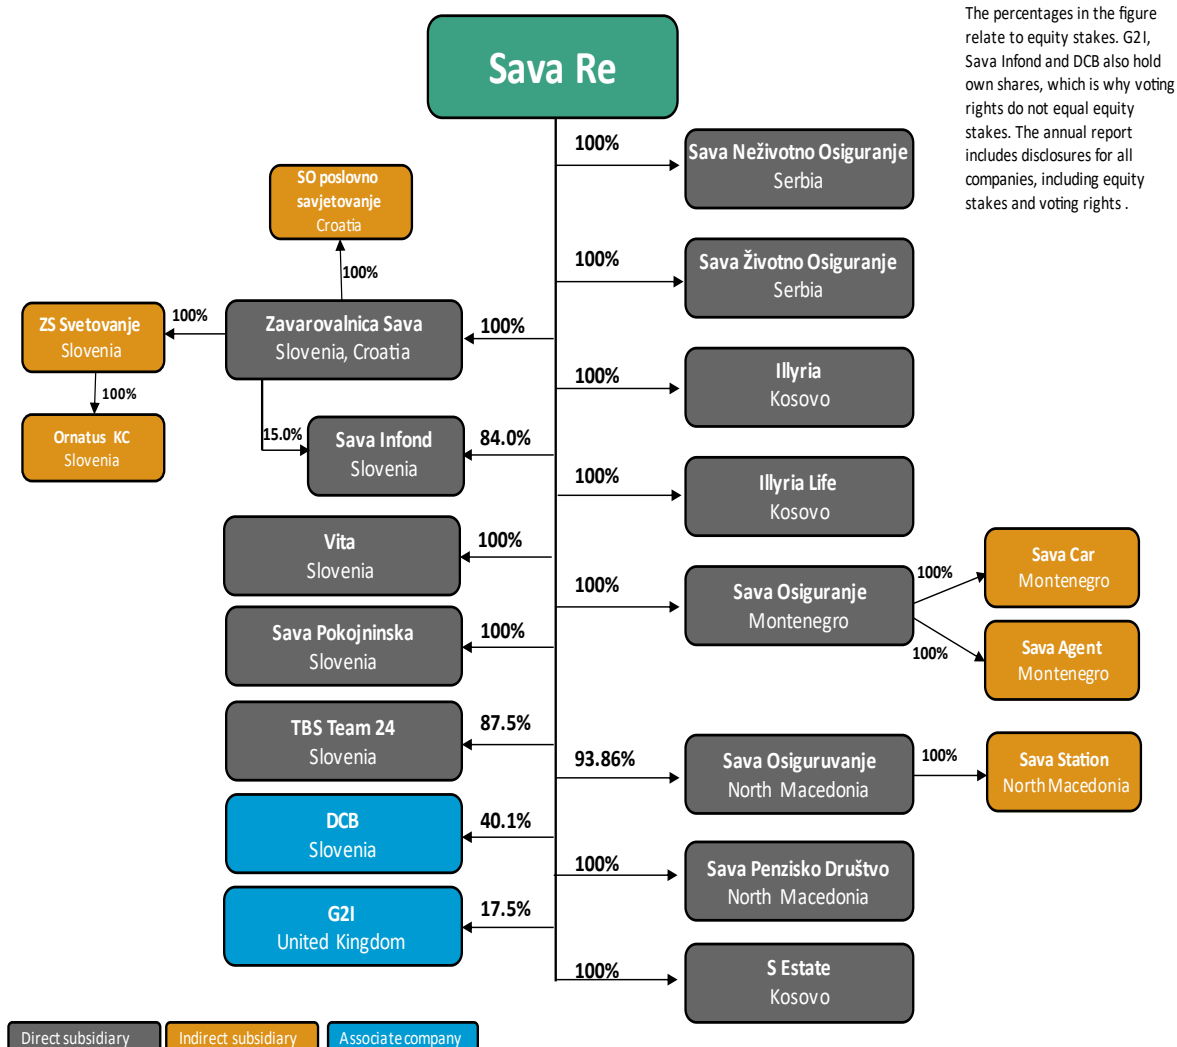 The percentages in the figure
relate to equity stakes. G2I,
Sava Infond and DCB also hold
own shares, which is why voting
rights do not equal equity
stakes. The annual report
includes disclosures for all
companies, including equity
stakes and voting rights .
Sava Re
100%
Sava Neživotno Osiguranje
Serbia
SO poslovno
savjetovanje
Croatia
100%
100%
Sava Životno Osiguranje
Serbia
ZS Svetovanje
Slovenia
100%
Zavarovalnica Sava
Slovenia, Croatia
100%
100%
Illyria
Kosovo
100%
Ornatus KC
Slovenia
15.0%
Sava Infond
Slovenia
84.0%
100%
Illyria Life
Kosovo
Vita
Slovenia
100%
100%
Sava Osiguranje
Montenegro
100%
Sava Car
Montenegro
100%
Sava Agent
Montenegro
Sava Pokojninska
Slovenia
100%
TBS Team 24
Slovenia
87.5%
93.86%
Sava Osiguruvanje
North Macedonia
100%
Sava Station
North Macedonia
DCB
Slovenia
40.1%
100%
Sava Penzisko Društvo
North Macedonia
G2I
United Kingdom
17.5%
100%
S Estate
Kosovo
Direct subsidiary
Indirect subsidiary
Associate company